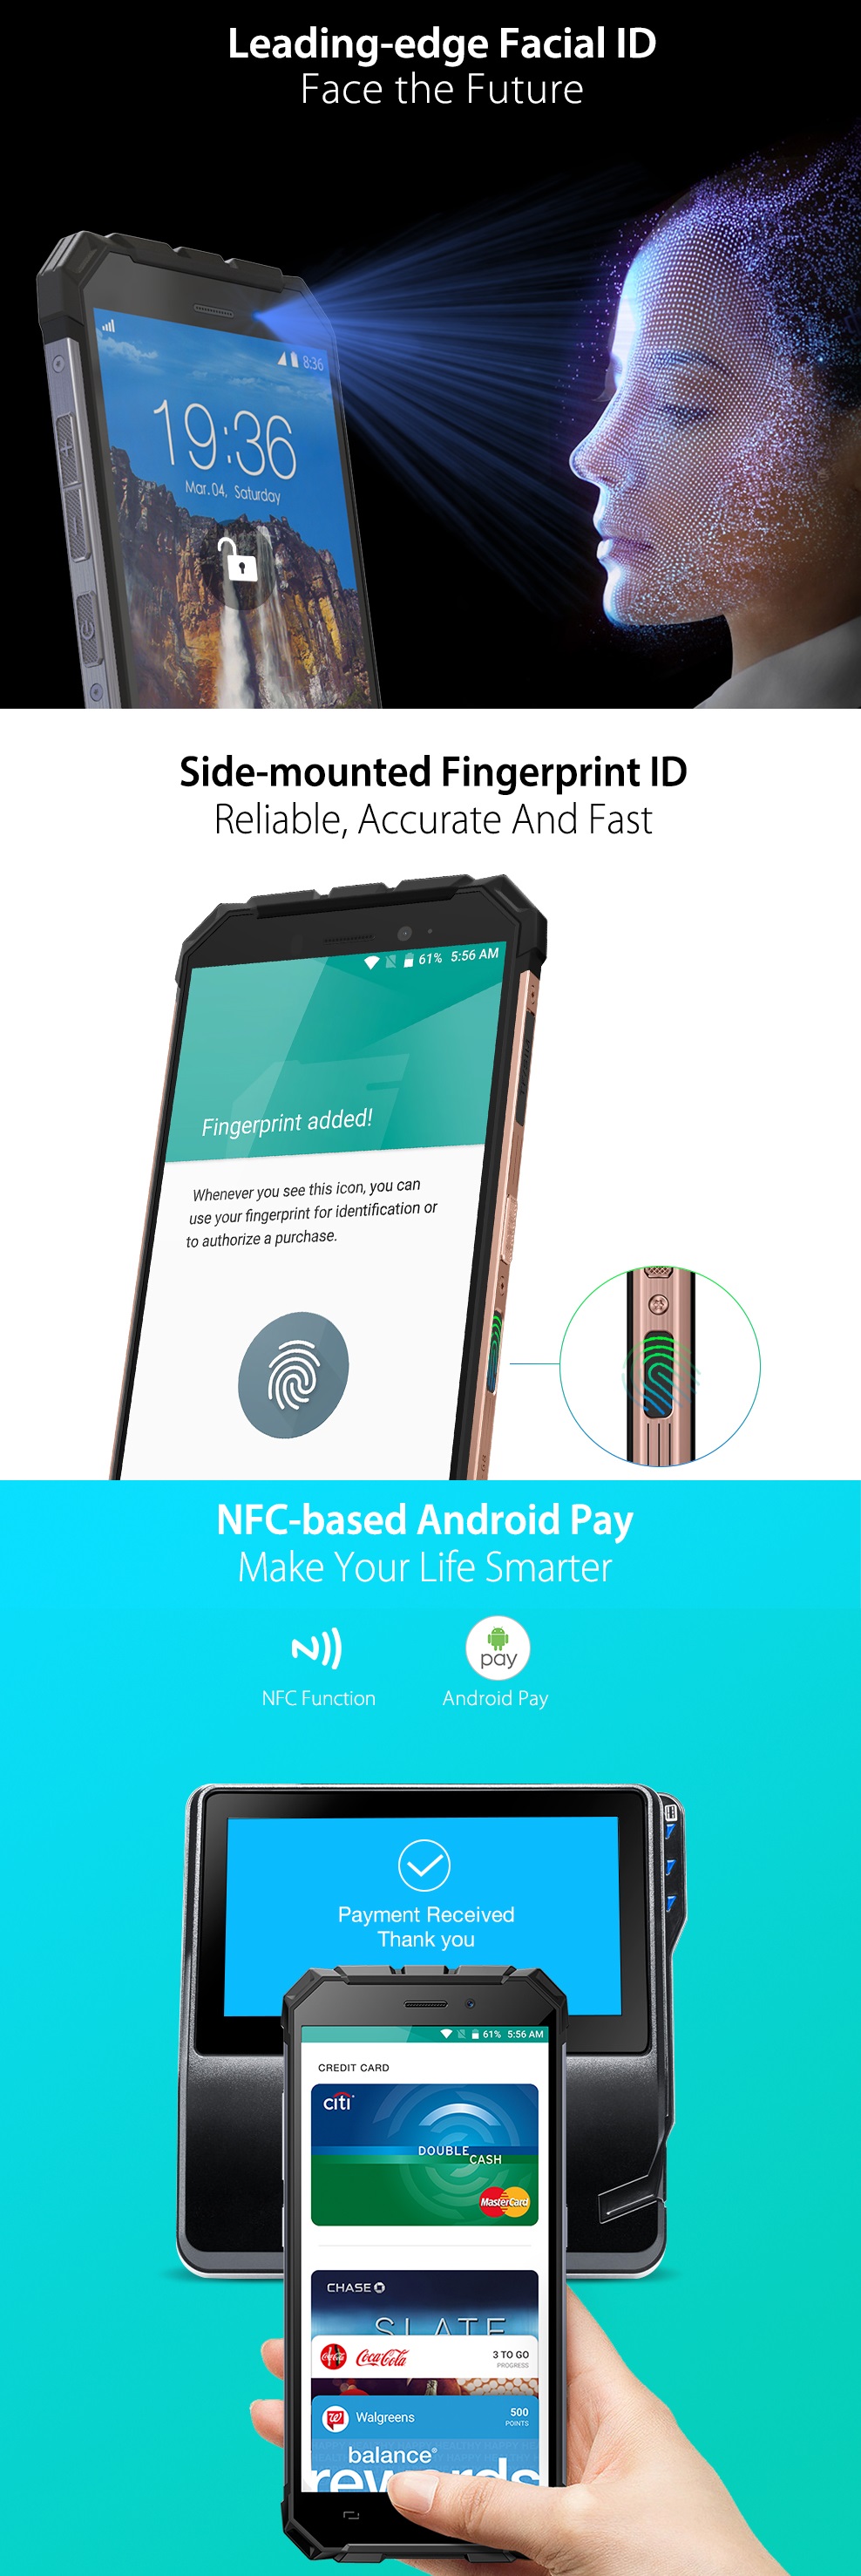 Leading-edge Facial ID
Face the Future
8:36
19:36
Mar.04, Saturday
Side-mounted Fingerprint ID
Reliable, Accurate And Fast
61% 5:56 AM
Fingerprint added!
Whenever you see this icon, you can
use your fingerprint for identification or
to authorize a purchase.
NFC-based Android Pay
Make Your Life Smarter
pay
NFC Function
Android Pay
Payment Received
Thank you
61% 5:56 AM
CREDIT CARD
citi
DOUBLE
CASH
MasterCard
CHASE
SLATE
Coca-Cola
3 TO GO
PROGRESS
Walgreens
500
POINTS
balance®
rewards